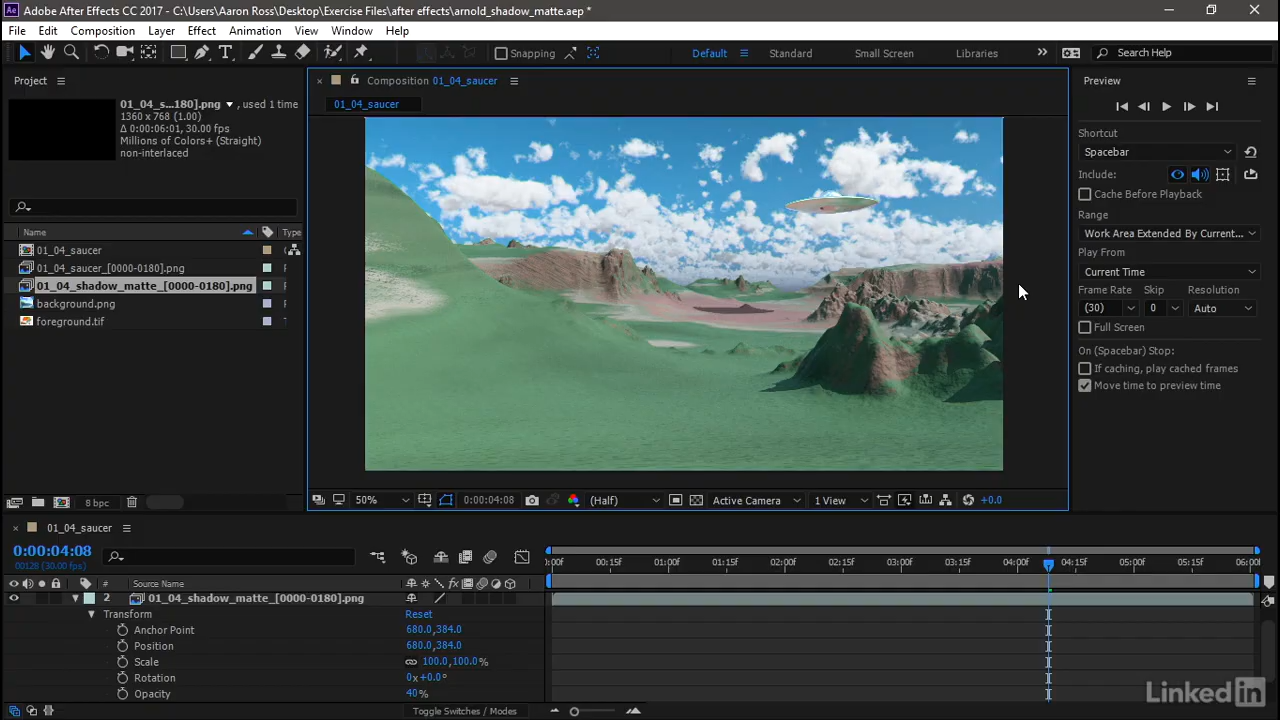 Adobe After Effects CC 2017 - C:\Users\Aaron Ross\Desktop\Exercise Files\after effects\arnold_shadow_matte.aep *
File Edit Composition Layer Effect Animation View Window Help
Snapping
Default Standard Small Screen Libraries Search Help
Project
01_04_s...180].png , used 1 time
1360 x 768 (1.00)
Δ 0:00:06:01, 30.00 fps
Millions of Colors+ (Straight)
non-interlaced
Name Type
01_04_saucer
01_04_saucer_[0000-0180].png
01_04_shadow_matte_[0000-0180].png
background.png
foreground.tif
8 bpc
Composition 01_04_saucer
01_04_saucer
50% 0:00:04:08 (Half) Active Camera 1 View +0.0
Preview
Shortcut
Spacebar
Include:
Cache Before Playback
Range
Work Area Extended By Current...
Play From
Current Time
Frame Rate Skip Resolution
(30) 0 Auto
Full Screen
On (Spacebar) Stop:
If caching, play cached frames
Move time to preview time
01_04_saucer
0:00:04:08
00128 (30.00 fps)
:00f 00:15f 01:00f 01:15f 02:00f 02:15f 03:00f 03:15f 04:00f 04:15f 05:00f 05:15f 06:00f
# Source Name fx
2 01_04_shadow_matte_[0000-0180].png
Transform Reset
Anchor Point 680.0,384.0
Position 680.0,384.0
Scale 100.0,100.0%
Rotation 0x+0.0°
Opacity 40%
Toggle Switches / Modes
Linked in